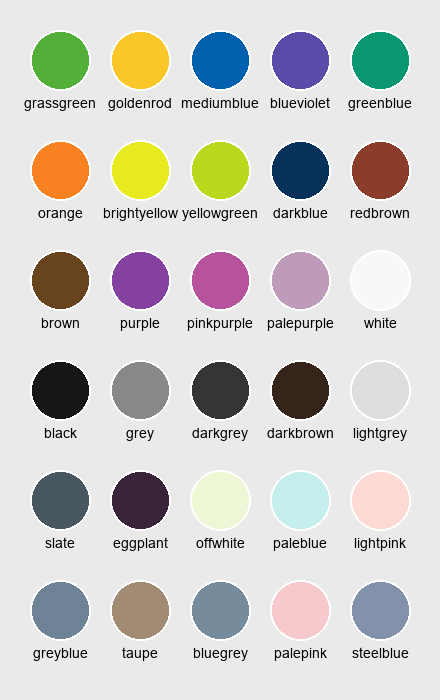 grassgreen goldenrod mediumblue blueviolet greenblue
orange brightyellow yellowgreen darkblue redbrown
brown purple pinkpurple palepurple white
black grey darkgrey darkbrown lightgrey
slate eggplant offwhite paleblue lightpink
greyblue taupe bluegrey palepink steelblue